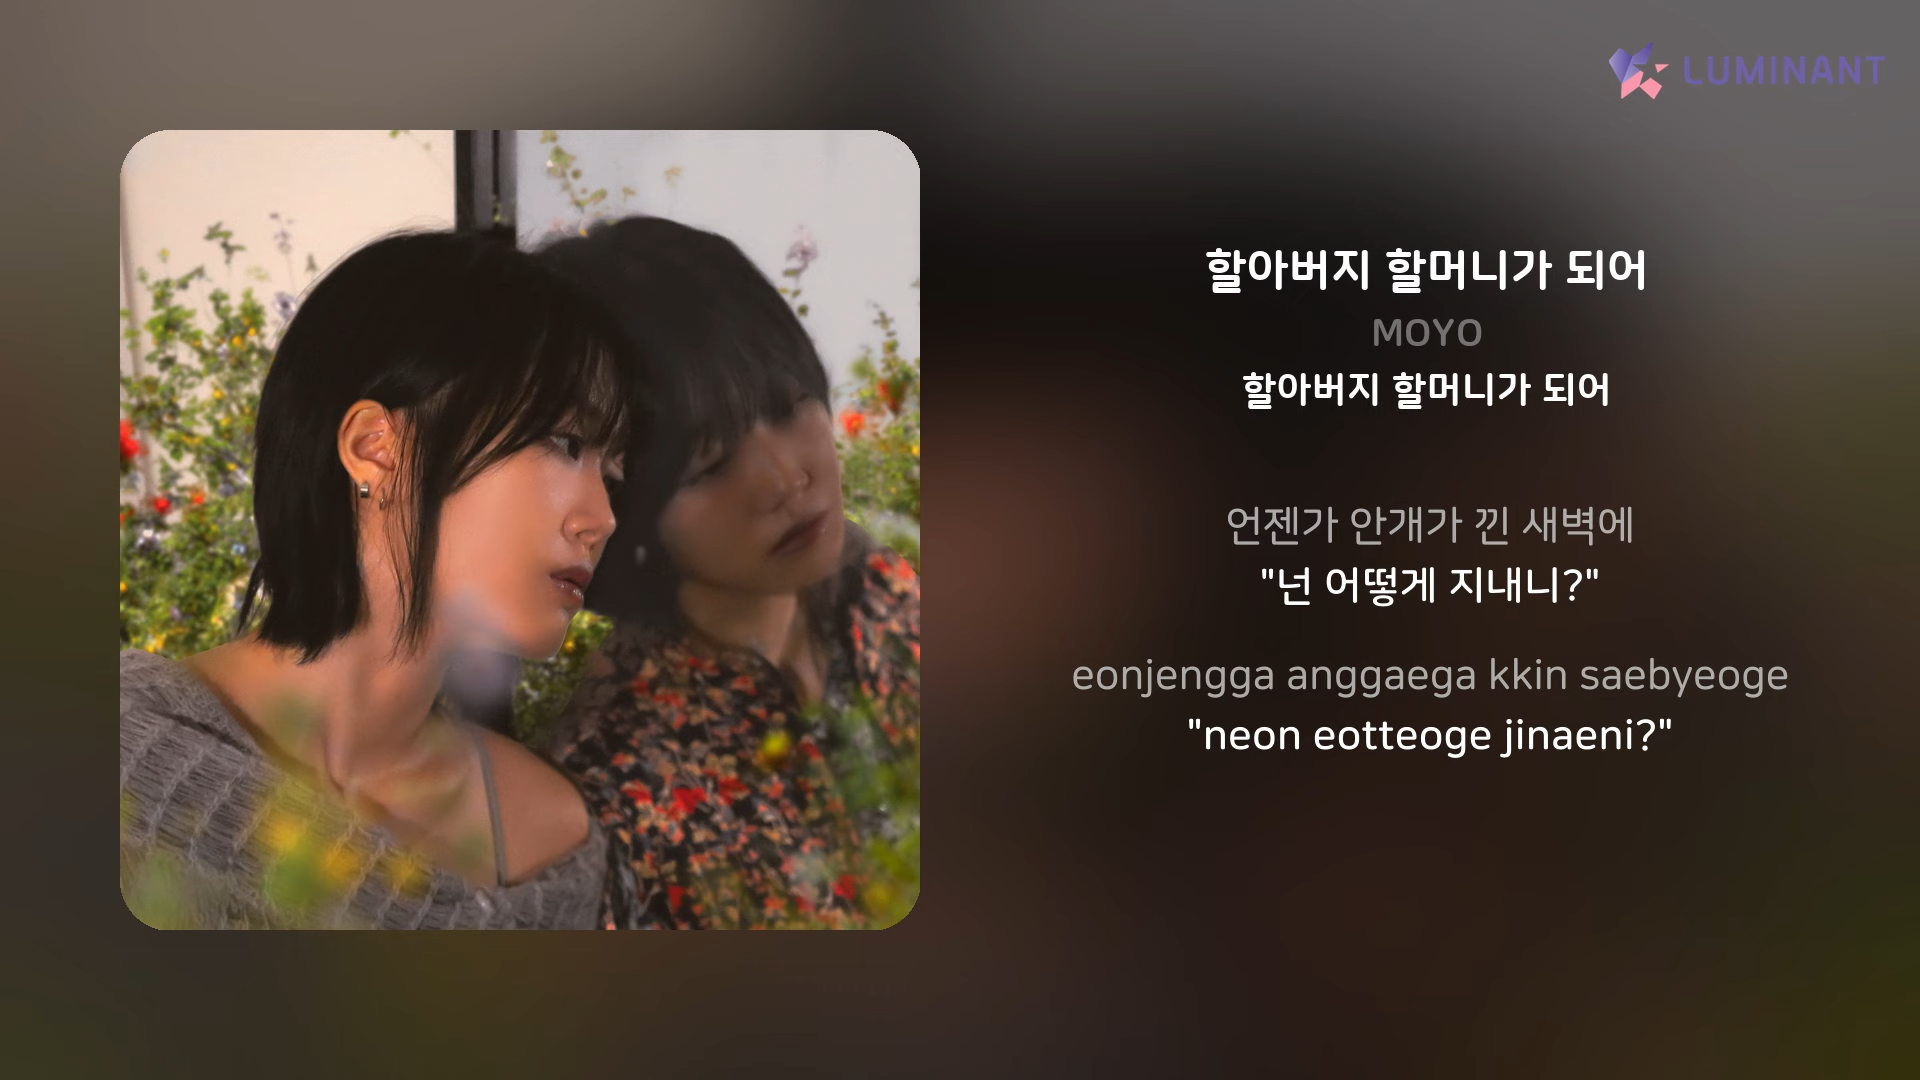 LUMINANT
할아버지 할머니가 되어
MOYO
할아버지 할머니가 되어
언젠가 안개가 낀 새벽에
"넌 어떻게 지내니?"
eonjengga anggaega kkin saebyeoge
"neon eotteoge jinaeni?"